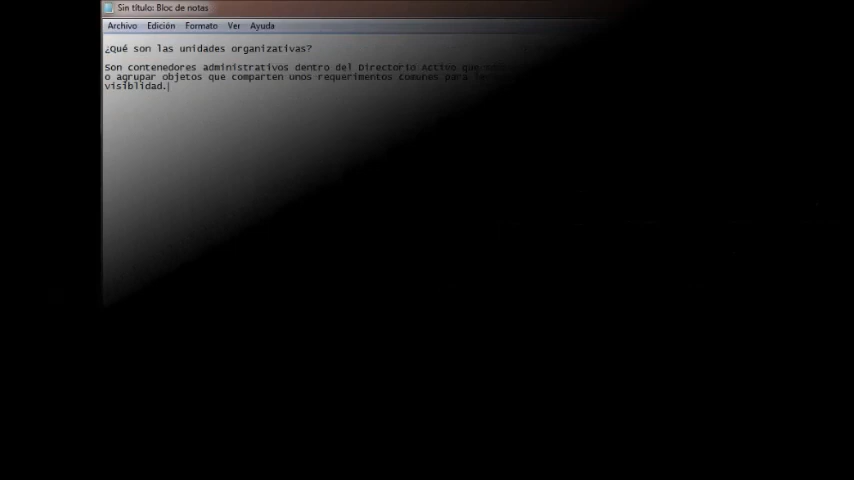 Sin título: Bloc de notas
Archivo Edición Formato Ver Ayuda
¿Qué son las unidades organizativas?
Son contenedores administrativos dentro del Directorio Activo que
o agrupar objetos que comparten unos requerimentos comunes para
visiblidad.